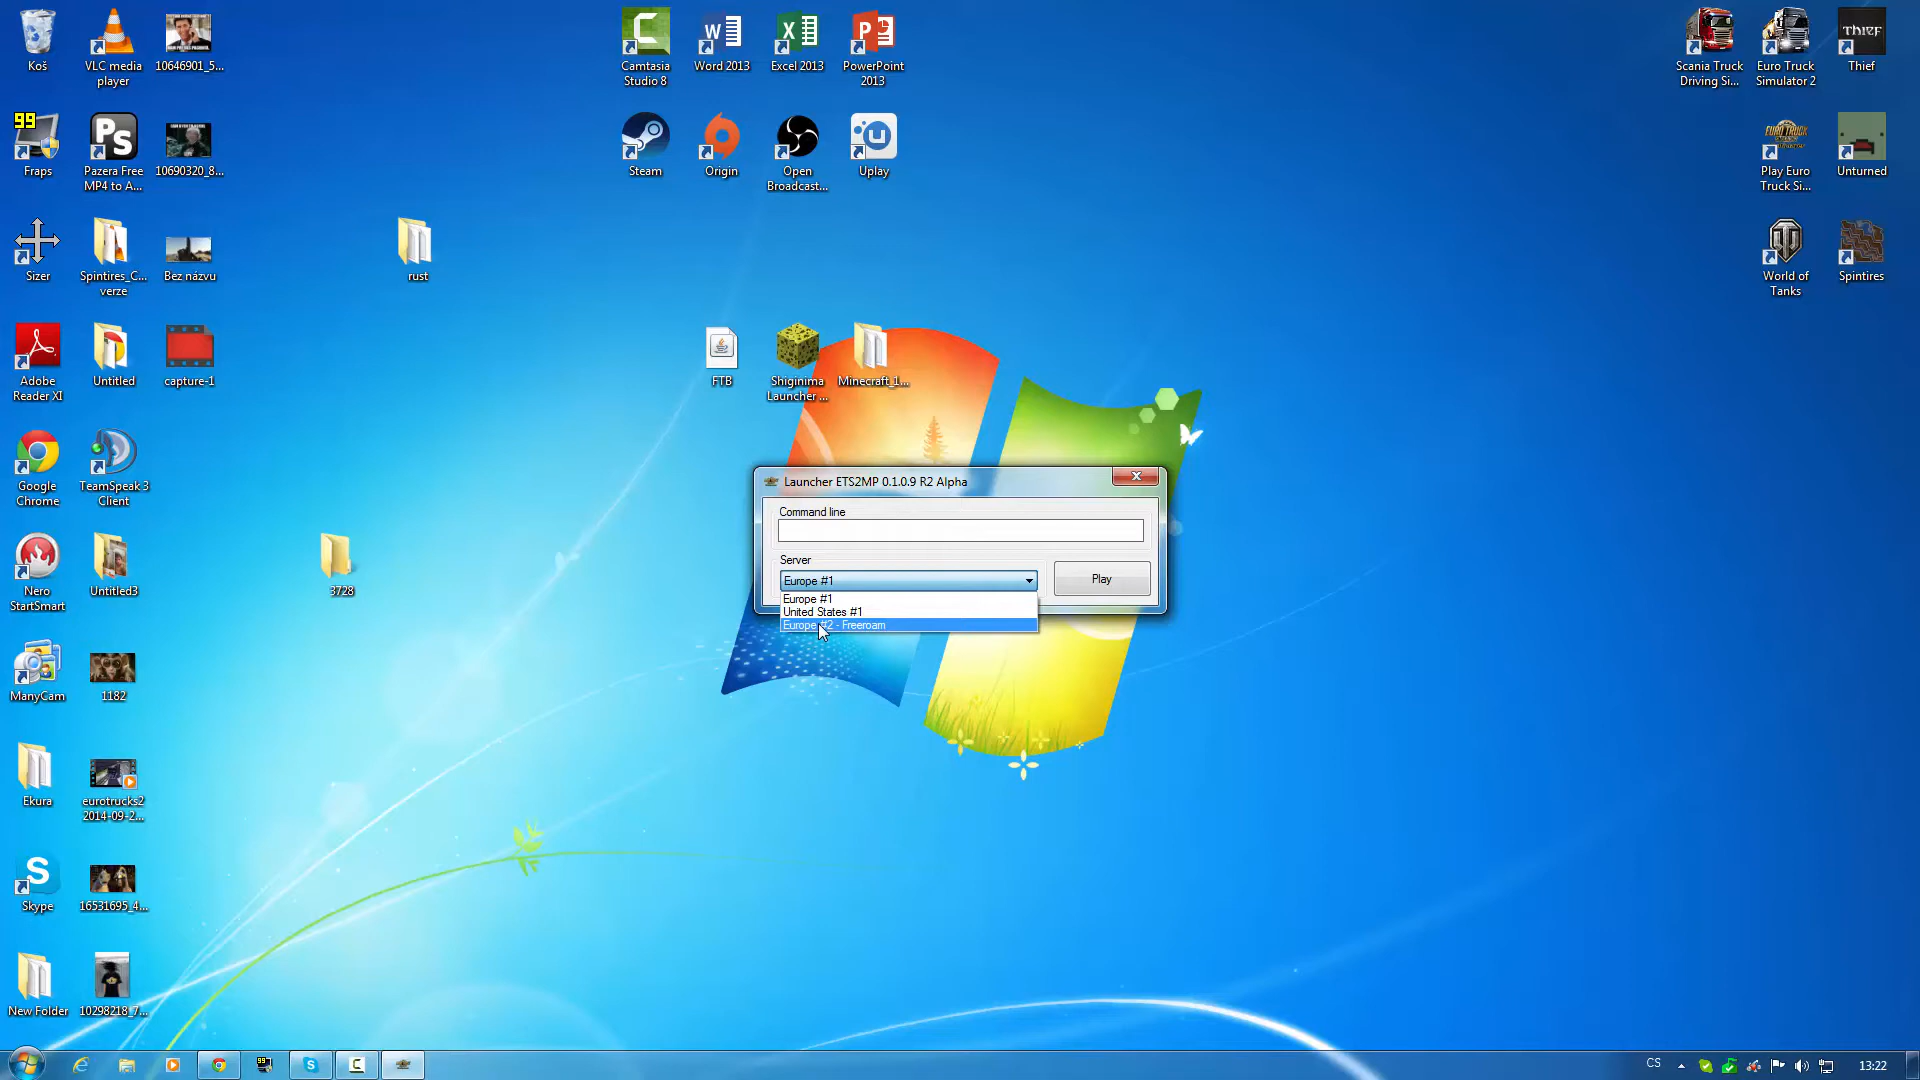 Koš
VLC media
player
10646901_5...
Camtasia
Studio 8
Word 2013
Excel 2013
PowerPoint
2013
Scania Truck
Driving Si...
Euro Truck
Simulator 2
THIEF
Thief
99
Fraps
Ps
Pazera Free
MP4 to A...
10690320_8...
Steam
Origin
Open
Broadcast...
Uplay
Play Euro
Truck Si...
Unturned
Sizer
Spintires_C...
verze
Bez názvu
rust
World of
Tanks
Spintires
Adobe
Reader XI
Untitled
capture-1
FTB
Shiginima
Launcher ...
Minecraft_1...
Google
Chrome
TeamSpeak 3
Client
Launcher ETS2MP 0.1.0.9 R2 Alpha
Command line
Server
Europe #1
Play
Europe #1
United States #1
Europe #2 - Freeroam
Nero
StartSmart
Untitled3
3728
ManyCam
1182
Ekura
eurotrucks2
2014-09-2...
Skype
16531695_4...
New Folder
10298218_7...
CS
13:22